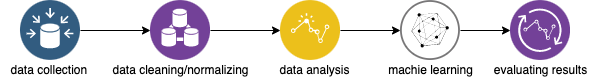 data collection
data cleaning/normalizing
data analysis
machie learning
evaluating results